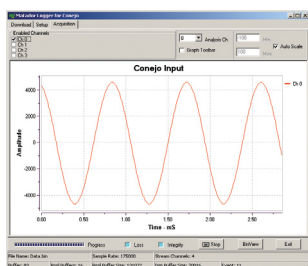 Matador Logger for Conejo
Download Setup Acquisition
Enabled Channels
Ch 0
Ch 1
Ch 2
Ch 3
0 Analysis Ch
Graph Toolbar
-100
100
Auto Scale
Conejo Input
Ch 0
Amplitude
4000
2000
0
-2000
-4000
0.00 0.50 1.00 1.50 2.00 2.50
Time - mS
Progress Loss Integrity Stop BinView Exit
File Name: Data.bin Sample Rate: 175000 Stream Channels: 4